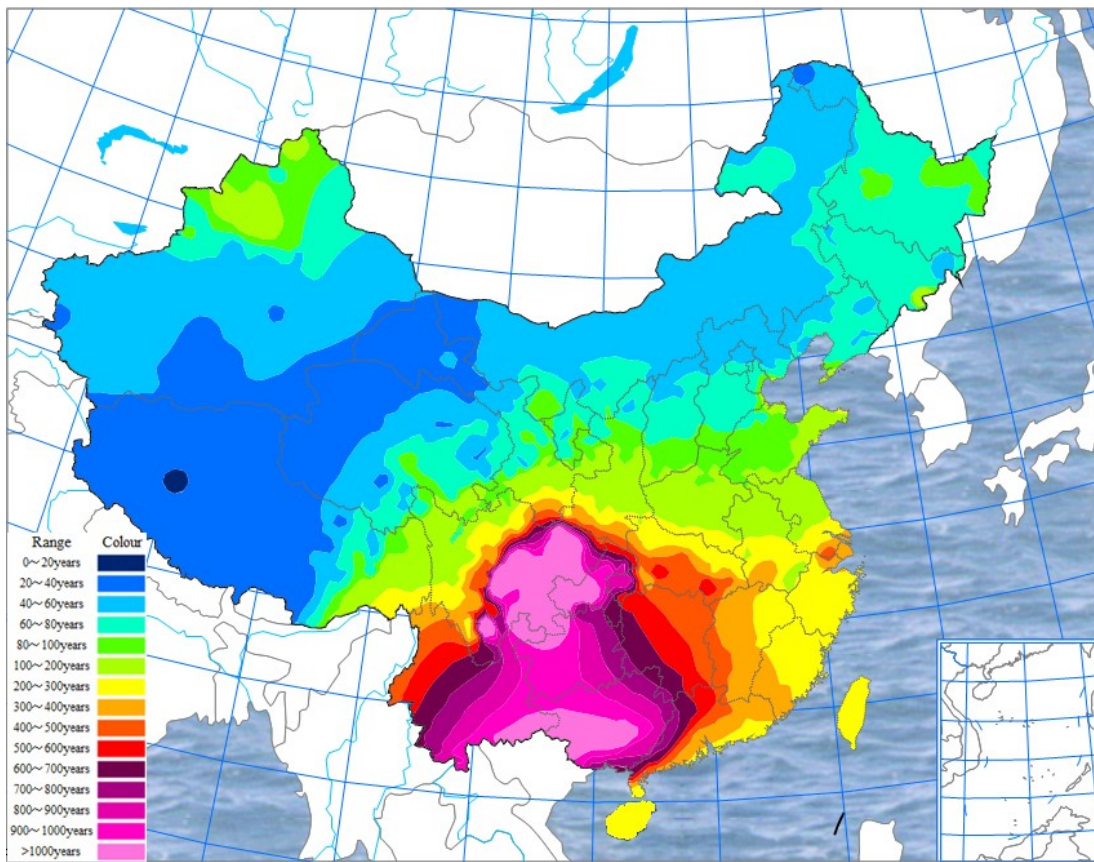 Range Colour
0～20years
20～40years
40～60years
60～80years
80～100years
100～200years
200～300years
300～400years
400～500years
500～600years
600～700years
700～800years
800～900years
900～1000years
>1000years